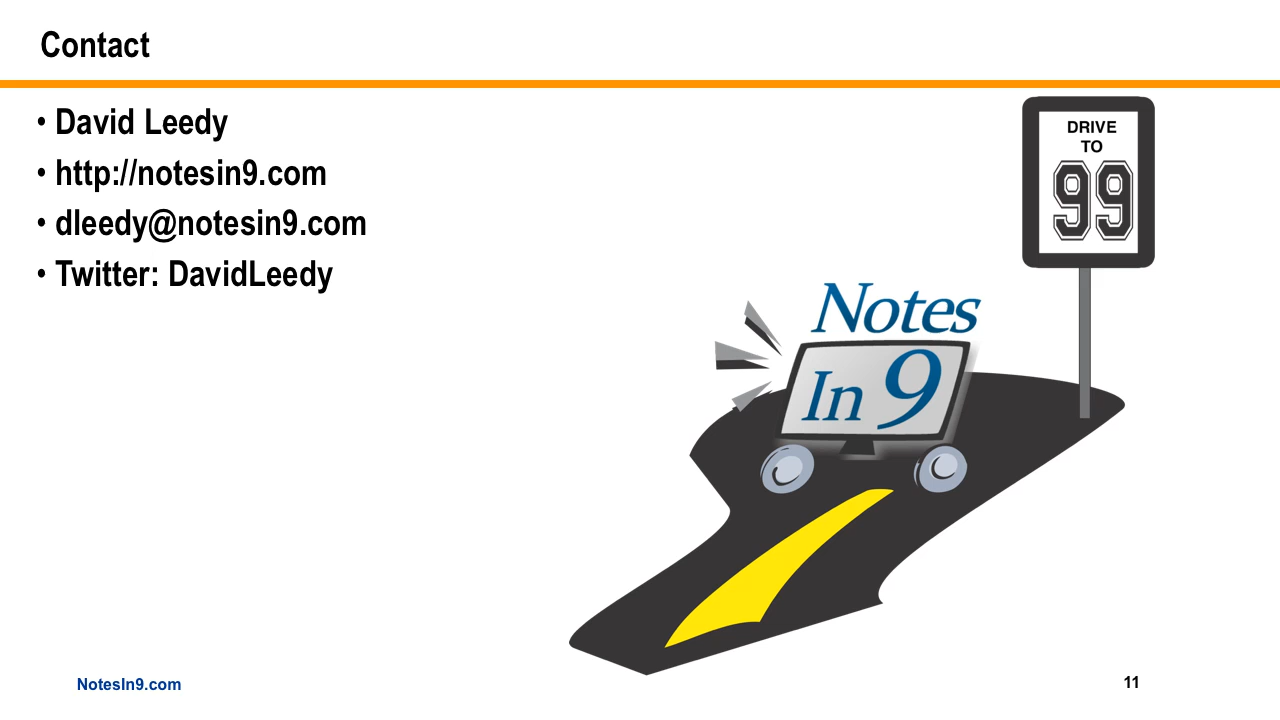 Contact
• David Leedy
• http://notesin9.com
• dleedy@notesin9.com
• Twitter: DavidLeedy
DRIVE
TO
99
Notes
In 9
NotesIn9.com
11